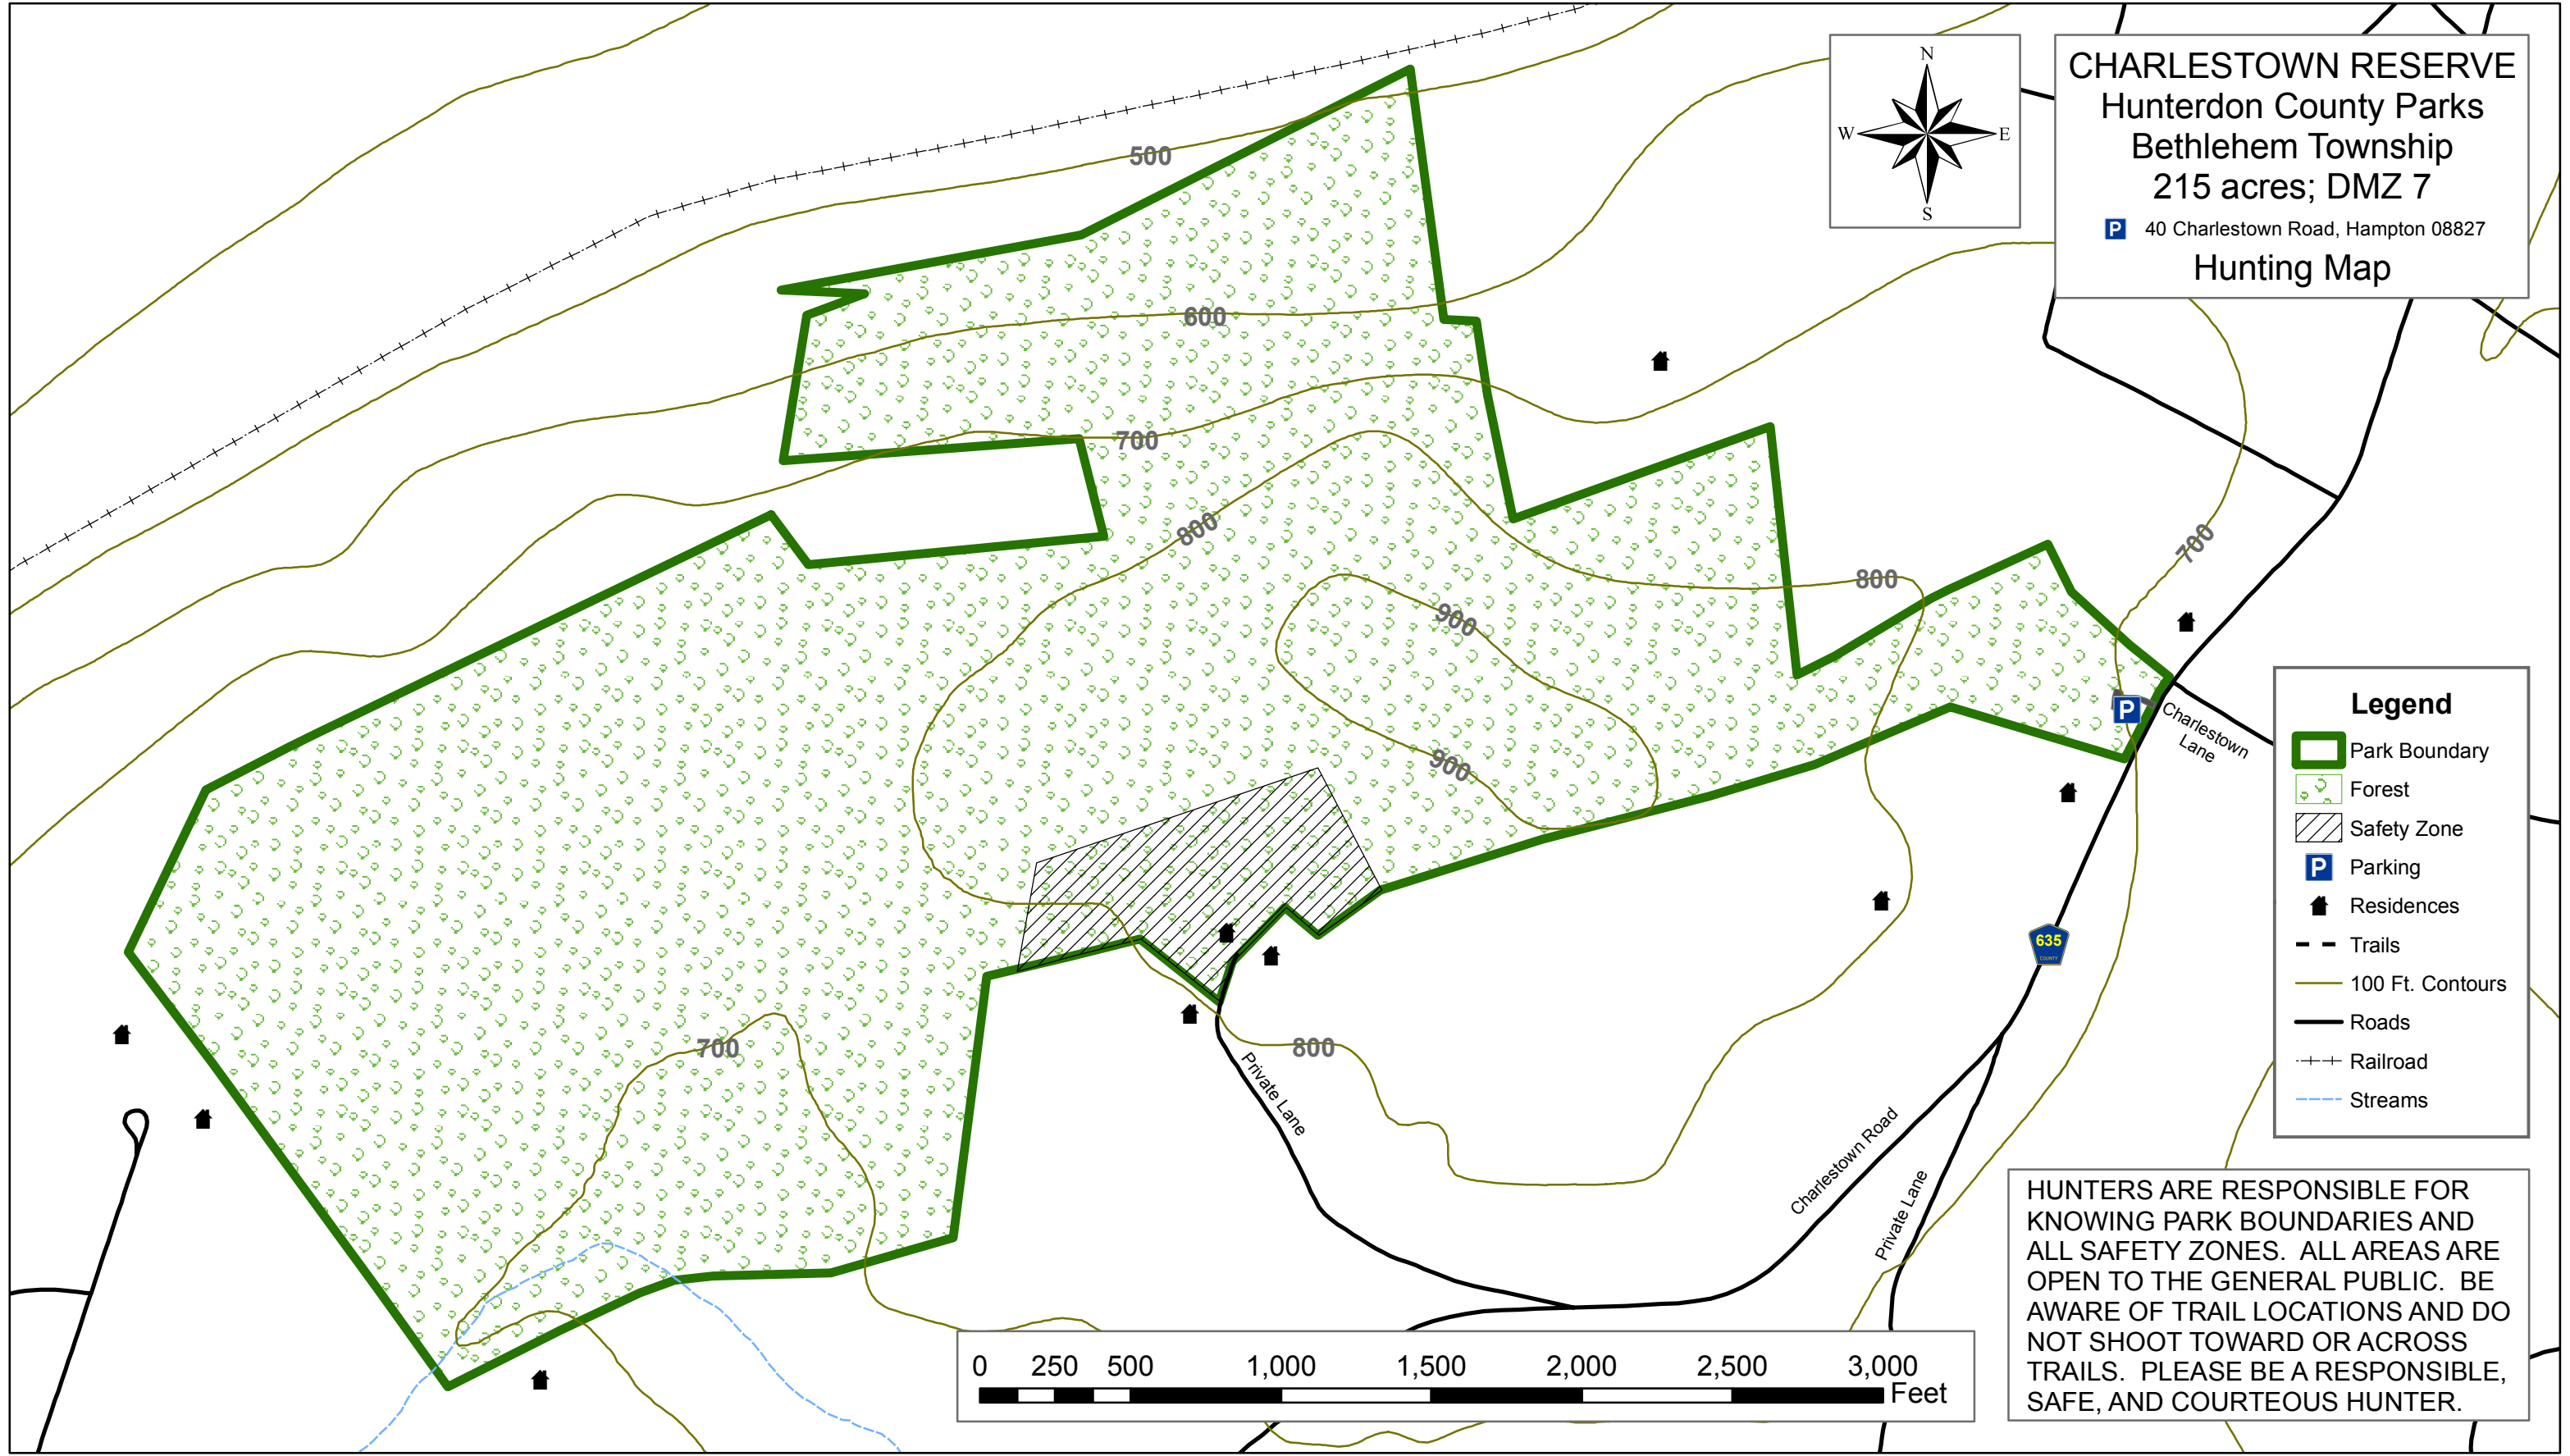 CHARLESTOWN RESERVE
Hunterdon County Parks
Bethlehem Township
215 acres; DMZ 7
P 40 Charlestown Road, Hampton 08827
Hunting Map
N
W E
S
500
600
700
800
800
700
900
900
700
800
P
Charlestown
Lane
635
COUNTY
Private Lane
Charlestown Road
Private Lane
Legend
Park Boundary
Forest
Safety Zone
P Parking
Residences
Trails
100 Ft. Contours
Roads
Railroad
Streams
HUNTERS ARE RESPONSIBLE FOR
KNOWING PARK BOUNDARIES AND
ALL SAFETY ZONES. ALL AREAS ARE
OPEN TO THE GENERAL PUBLIC. BE
AWARE OF TRAIL LOCATIONS AND DO
NOT SHOOT TOWARD OR ACROSS
TRAILS. PLEASE BE A RESPONSIBLE,
SAFE, AND COURTEOUS HUNTER.
0 250 500 1,000 1,500 2,000 2,500 3,000
Feet